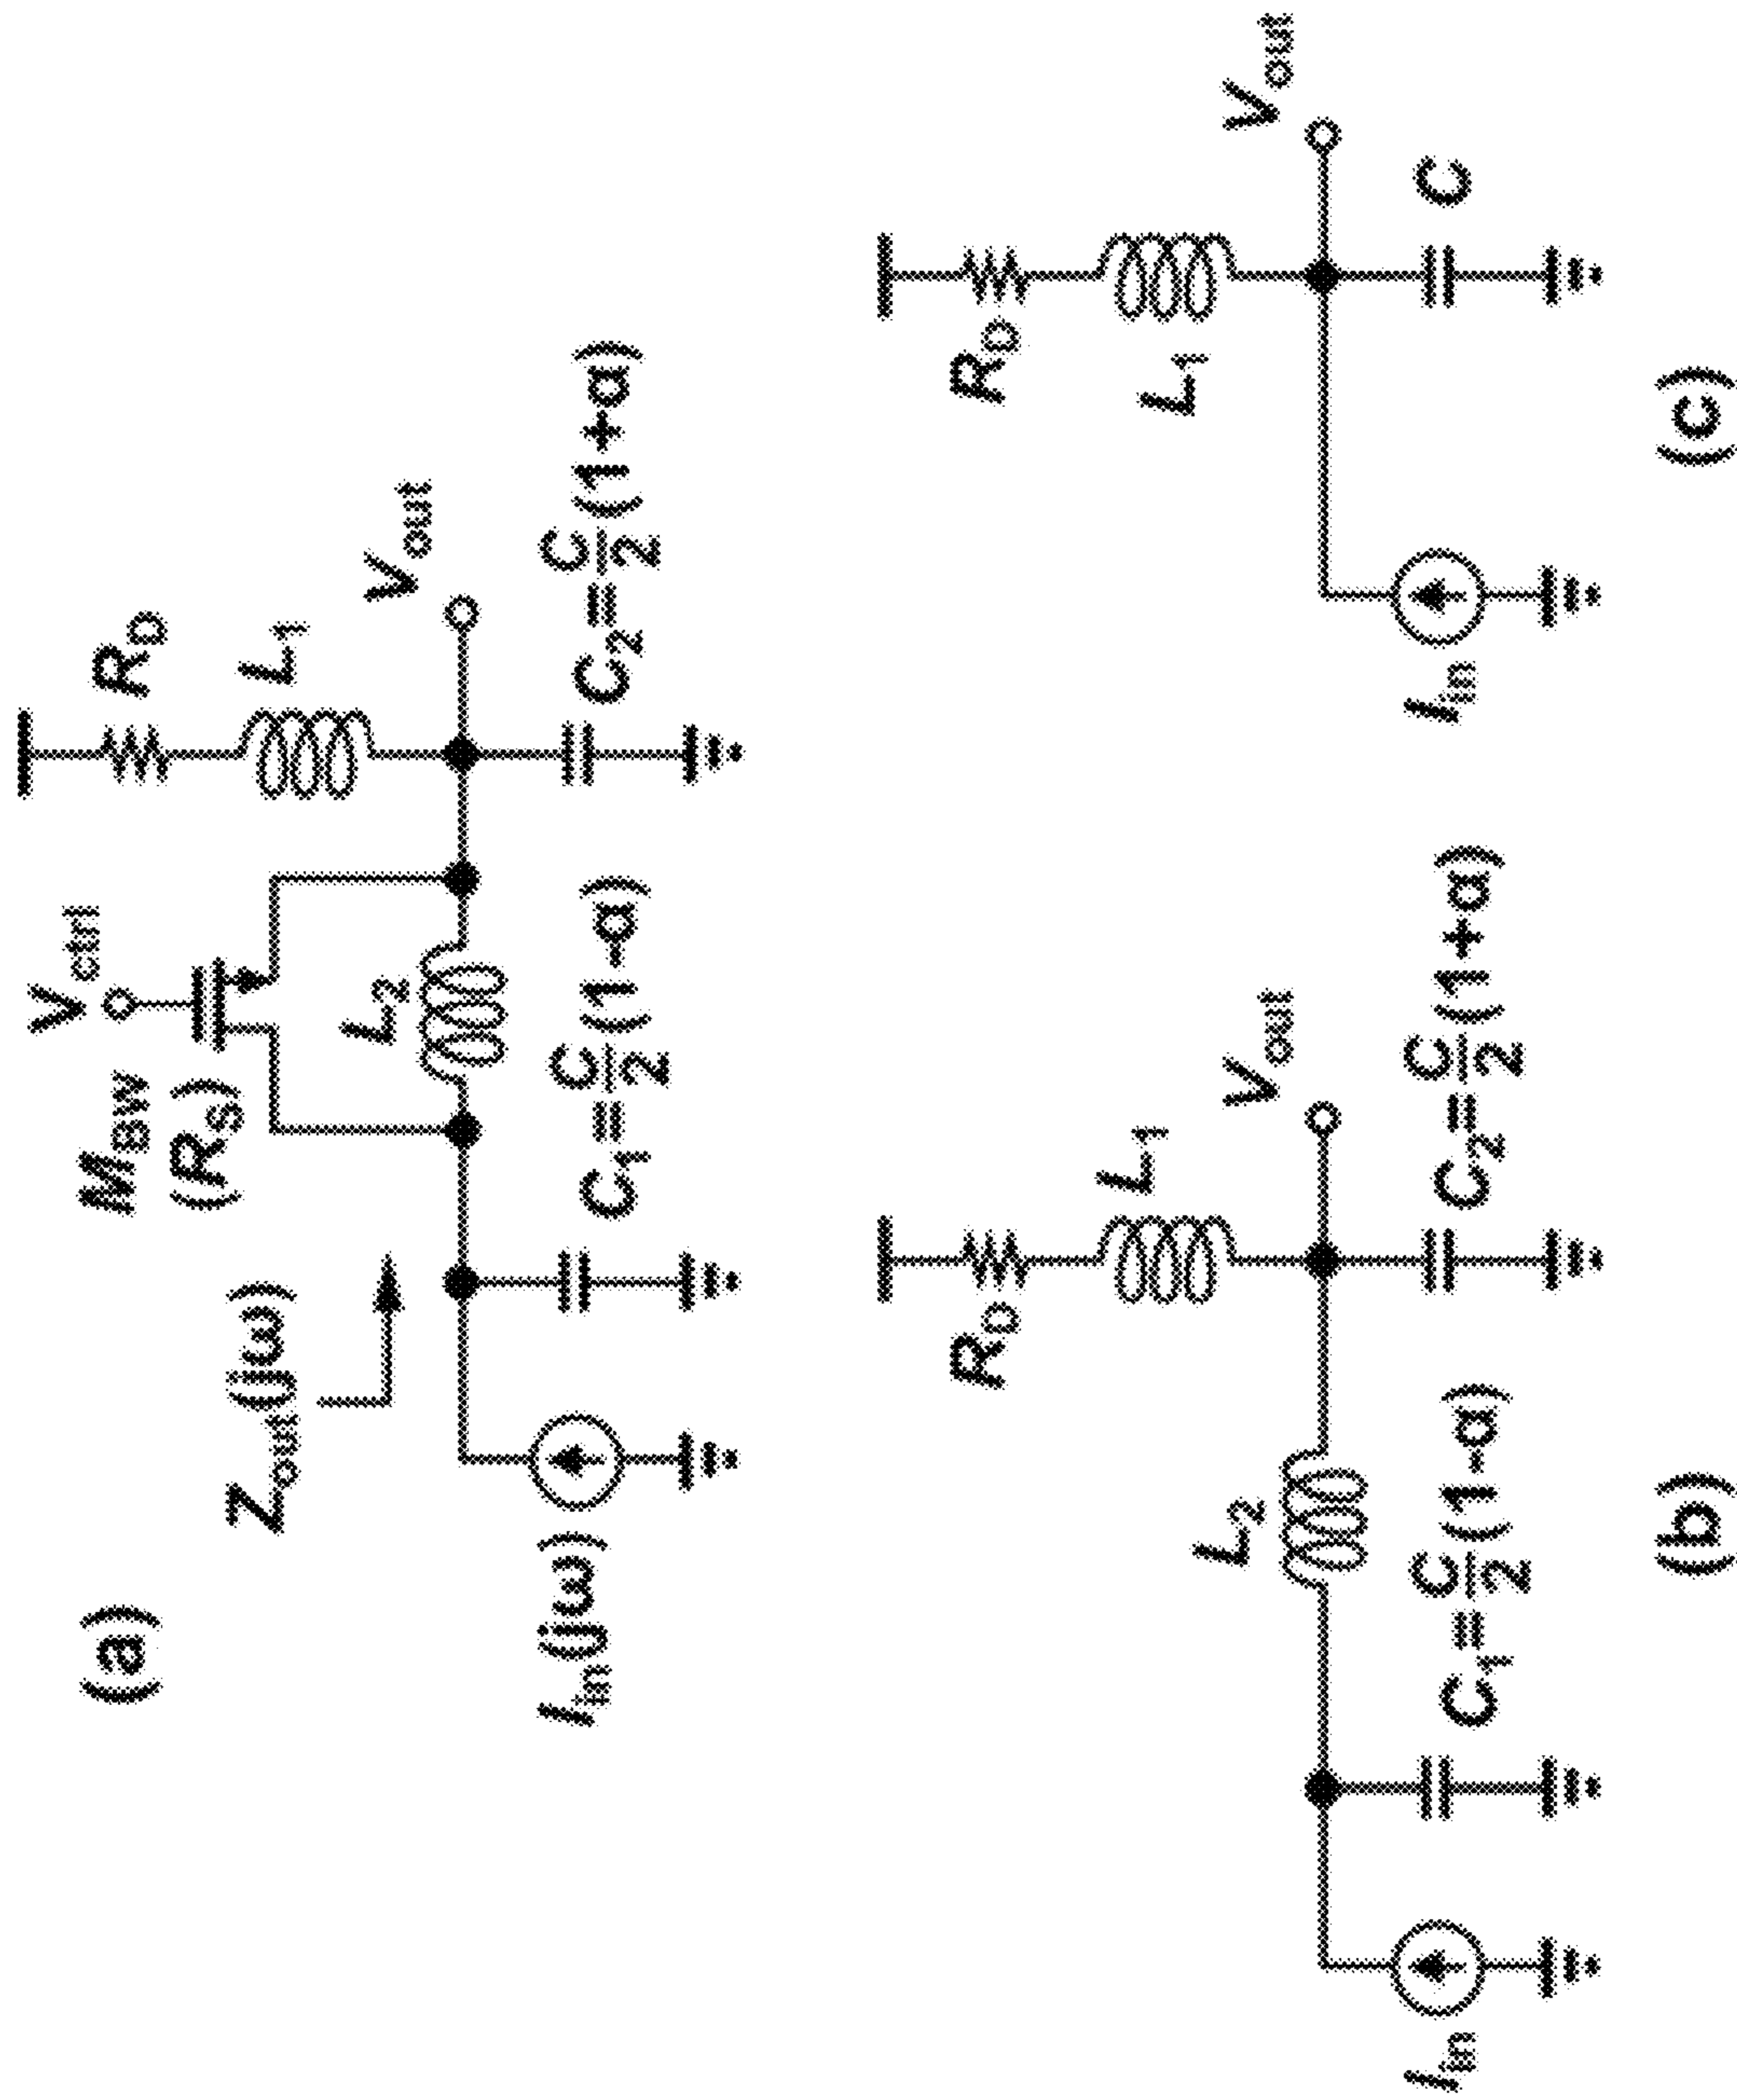 (a)
V_ctrl
M_BW
(R_S)
R_D
L_1
Z_out(jω)
L_2
V_out
I_in(jω)
C_1=C/2(1-α)
C_2=C/2(1+α)
R_D
L_1
L_2
V_out
I_in
C_1=C/2(1-α)
C_2=C/2(1+α)
(b)
R_D
L_1
V_out
I_in
C
(c)